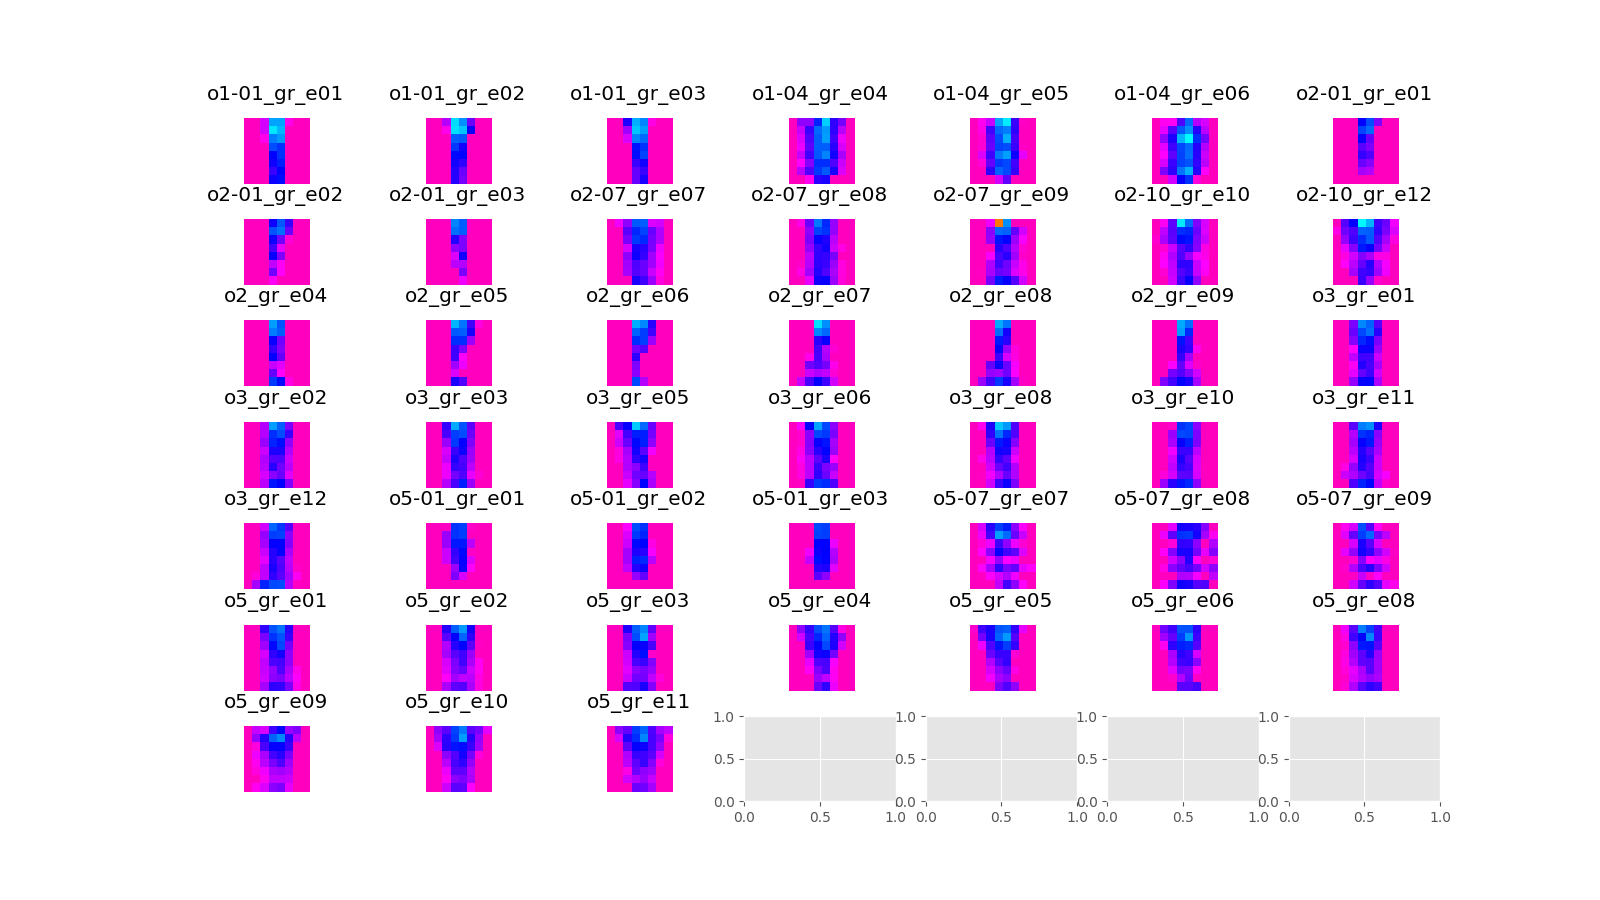 o1-01_gr_e01 o1-01_gr_e02 o1-01_gr_e03 o1-04_gr_e04 o1-04_gr_e05 o1-04_gr_e06 o2-01_gr_e01
o2-01_gr_e02 o2-01_gr_e03 o2-07_gr_e07 o2-07_gr_e08 o2-07_gr_e09 o2-10_gr_e10 o2-10_gr_e12
o2_gr_e04 o2_gr_e05 o2_gr_e06 o2_gr_e07 o2_gr_e08 o2_gr_e09 o3_gr_e01
o3_gr_e02 o3_gr_e03 o3_gr_e05 o3_gr_e06 o3_gr_e08 o3_gr_e10 o3_gr_e11
o3_gr_e12 o5-01_gr_e01 o5-01_gr_e02 o5-01_gr_e03 o5-07_gr_e07 o5-07_gr_e08 o5-07_gr_e09
o5_gr_e01 o5_gr_e02 o5_gr_e03 o5_gr_e04 o5_gr_e05 o5_gr_e06 o5_gr_e08
o5_gr_e09 o5_gr_e10 o5_gr_e11
1.0 1.0 1.0 1.0
0.5 0.5 0.5 0.5
0.0 0.0 0.0 0.0
0.0 0.5 1.0 0.0 0.5 1.0 0.0 0.5 1.0 0.0 0.5 1.0